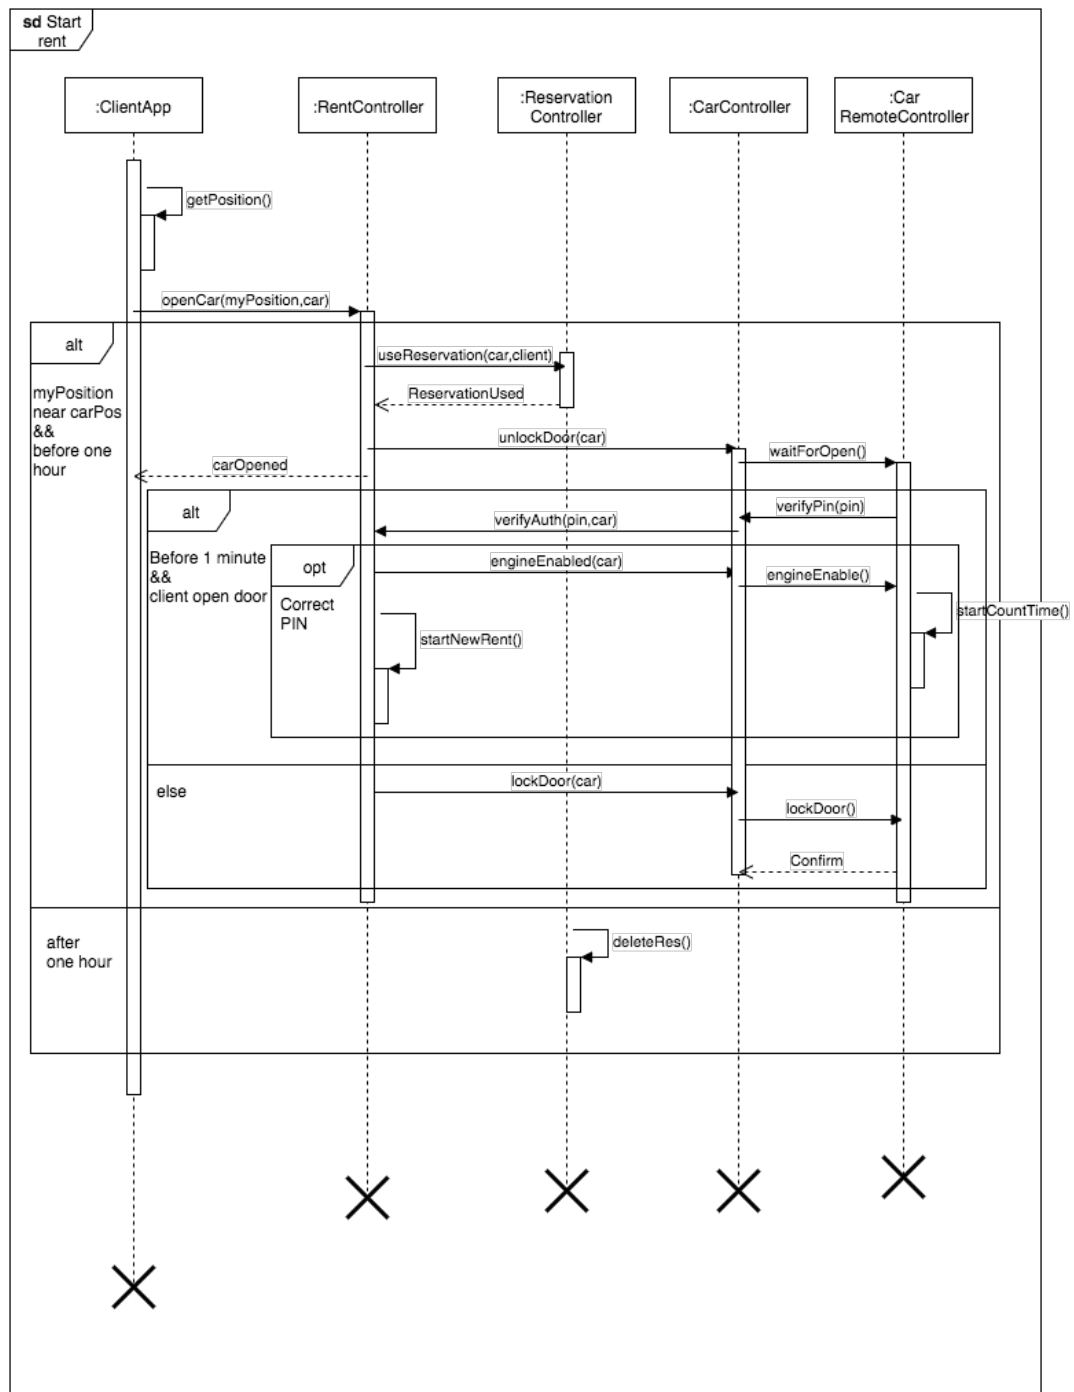 sd Start
rent
:ClientApp
:RentController
:Reservation
Controller
:CarController
:Car
RemoteController
getPosition()
openCar(myPosition,car)
alt
myPosition
near carPos
&&
before one
hour
useReservation(car,client)
ReservationUsed
unlockDoor(car)
waitForOpen()
carOpened
alt
verifyPin(pin)
verifyAuth(pin,car)
Before 1 minute
&&
client open door
opt
Correct
PIN
engineEnabled(car)
engineEnable()
startCountTime()
startNewRent()
else
lockDoor(car)
lockDoor()
Confirm
after
one hour
deleteRes()